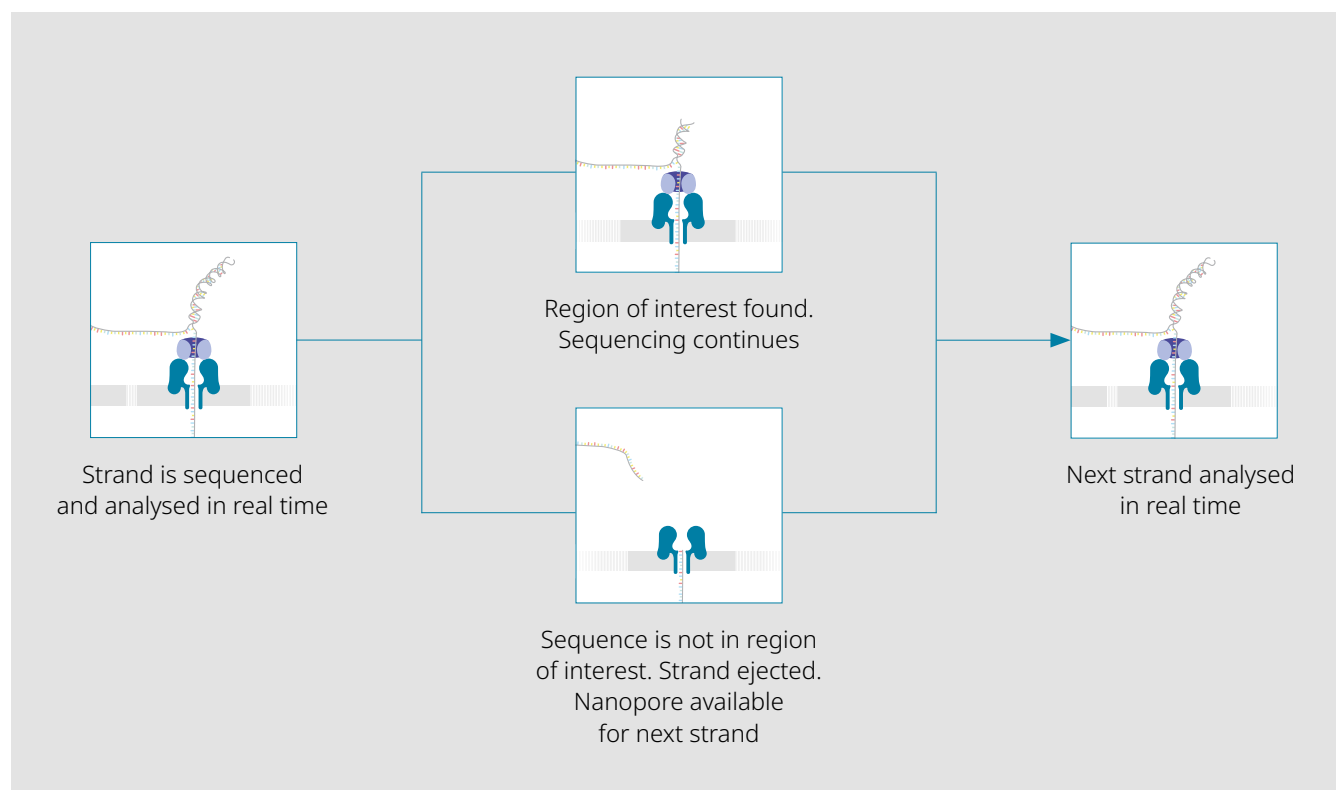 Strand is sequenced
and analysed in real time
Region of interest found.
Sequencing continues
Sequence is not in region
of interest. Strand ejected.
Nanopore available
for next strand
Next strand analysed
in real time